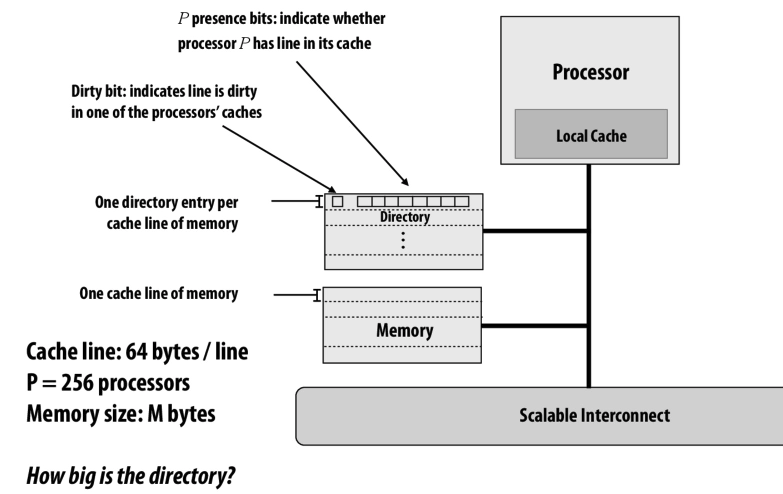 P presence bits: indicate whether
processor P has line in its cache
Processor
Dirty bit: indicates line is dirty
in one of the processors' caches
Local Cache
One directory entry per
cache line of memory
Directory
One cache line of memory
Memory
Cache line: 64 bytes / line
P = 256 processors
Memory size: M bytes
Scalable Interconnect
How big is the directory?